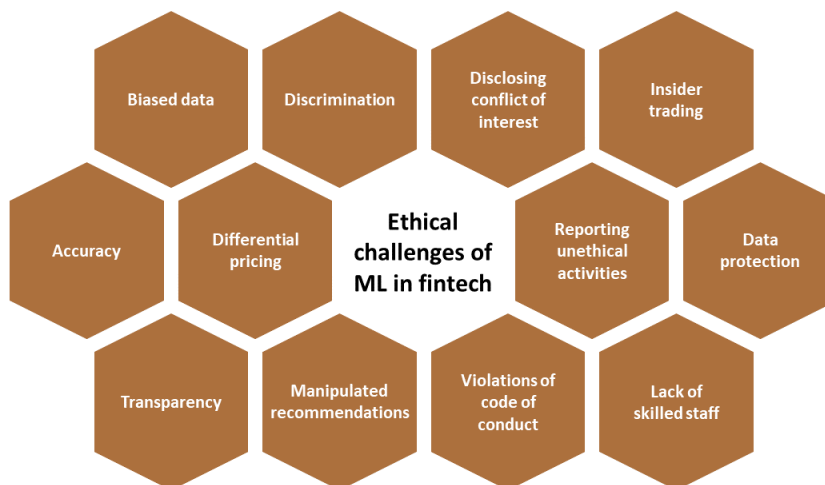 Biased data
Discrimination
Disclosing
conflict of
interest
Insider
trading
Accuracy
Differential
pricing
Ethical
challenges of
ML in fintech
Reporting
unethical
activities
Data
protection
Transparency
Manipulated
recommendations
Violations of
code of
conduct
Lack of
skilled staff